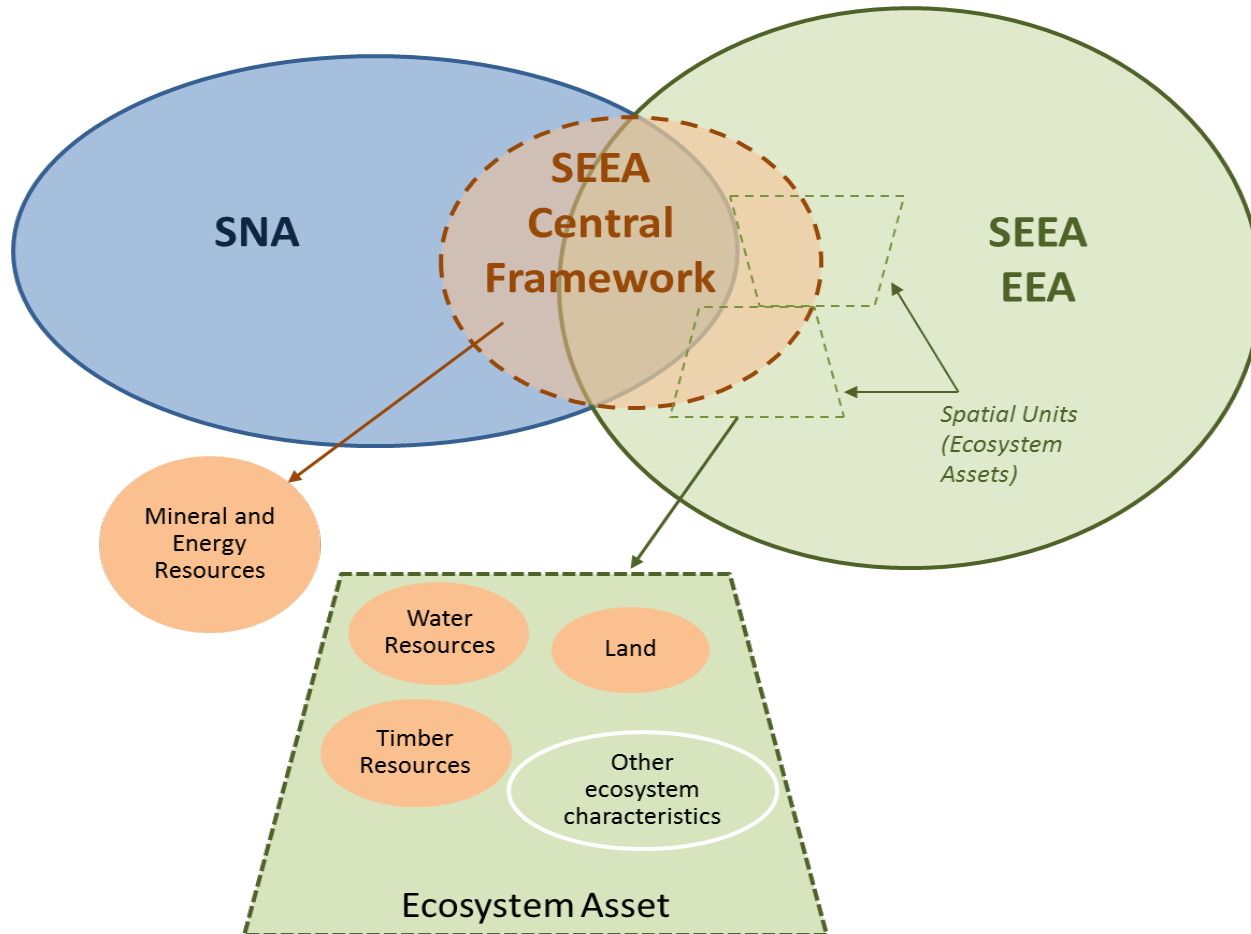 SNA
SEEA
Central
Framework
SEEA
EEA
Spatial Units
(Ecosystem
Assets)
Mineral and
Energy
Resources
Water
Resources
Land
Timber
Resources
Other
ecosystem
characteristics
Ecosystem Asset